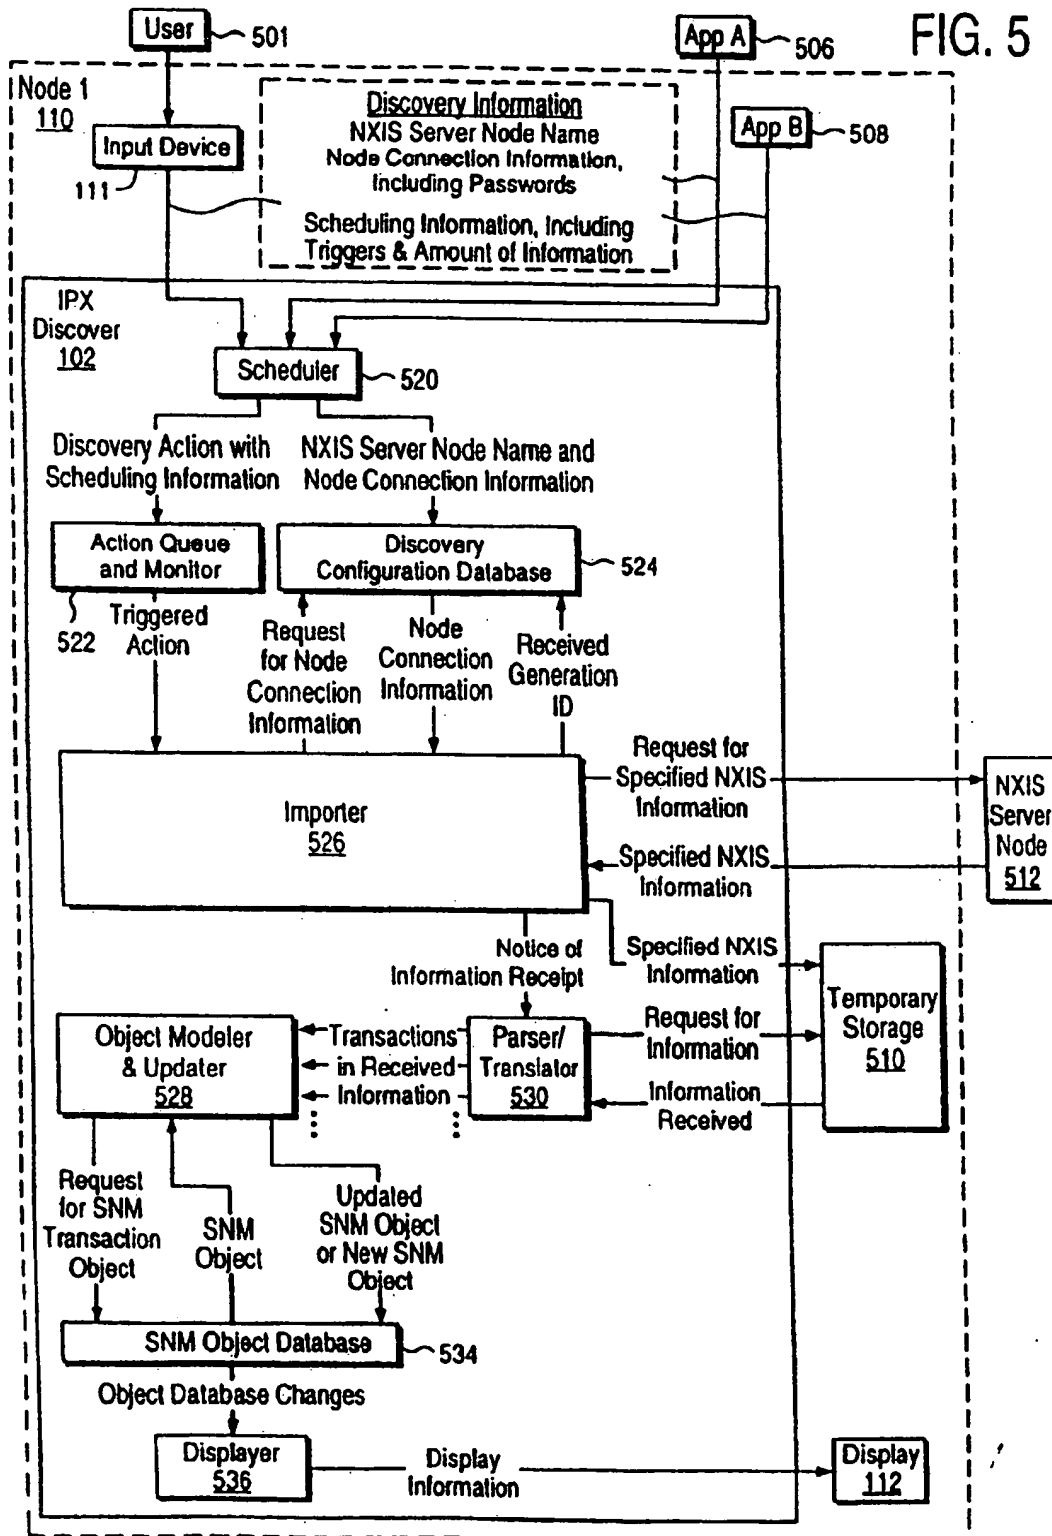 FIG. 5
User
501
App A
506
Node 1
110
Discovery Information
NXIS Server Node Name
Node Connection Information,
Including Passwords
Scheduling Information, Including
Triggers & Amount of Information
App B
508
Input Device
111
IPX
Discover
102
Scheduler
520
Discovery Action with
Scheduling Information
NXIS Server Node Name and
Node Connection Information
Action Queue
and Monitor
522
Discovery
Configuration Database
524
Triggered
Action
Request
for Node
Connection
Information
Node
Connection
Information
Received
Generation
ID
Importer
526
Request for
Specified NXIS
Information
Specified NXIS
Information
NXIS
Server
Node
512
Notice of
Information Receipt
Specified NXIS
Information
Temporary
Storage
510
Object Modeler
& Updater
528
Transactions
in Received
Information
Parser/
Translator
530
Request for
Information
Information
Received
Request
for SNM
Transaction
Object
SNM
Object
Updated
SNM Object
or New SNM
Object
SNM Object Database
534
Object Database Changes
Displayer
536
Display
Information
Display
112